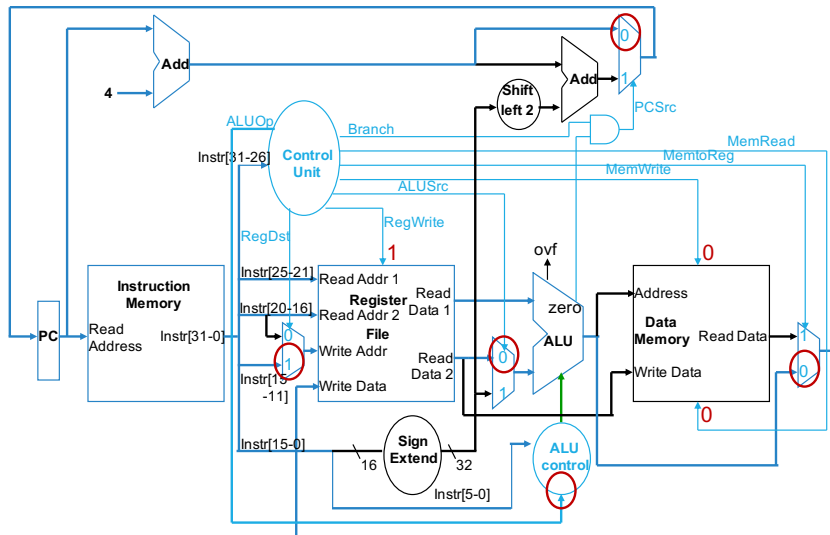 0
Add
Add
4
Shift
left 2
1
PCSrc
ALUOp
Branch
MemRead
Instr[31-26]
Control
Unit
MemtoReg
MemWrite
ALUSrc
RegDst
RegWrite
1
0
ovf
Instruction
Memory
Instr[25-21]
Read Addr 1
Register
File
Read
Data 1
zero
Address
Instr[20-16]
Read Addr 2
PC
Read
Address
Instr[31-0]
0
Write Addr
ALU
Data
Memory
Read Data
1
1
Read
Data 2
0
Write Data
0
Instr[15
-11]
Write Data
1
0
Instr[15-0]
Sign
Extend
16
32
ALU
control
Instr[5-0]